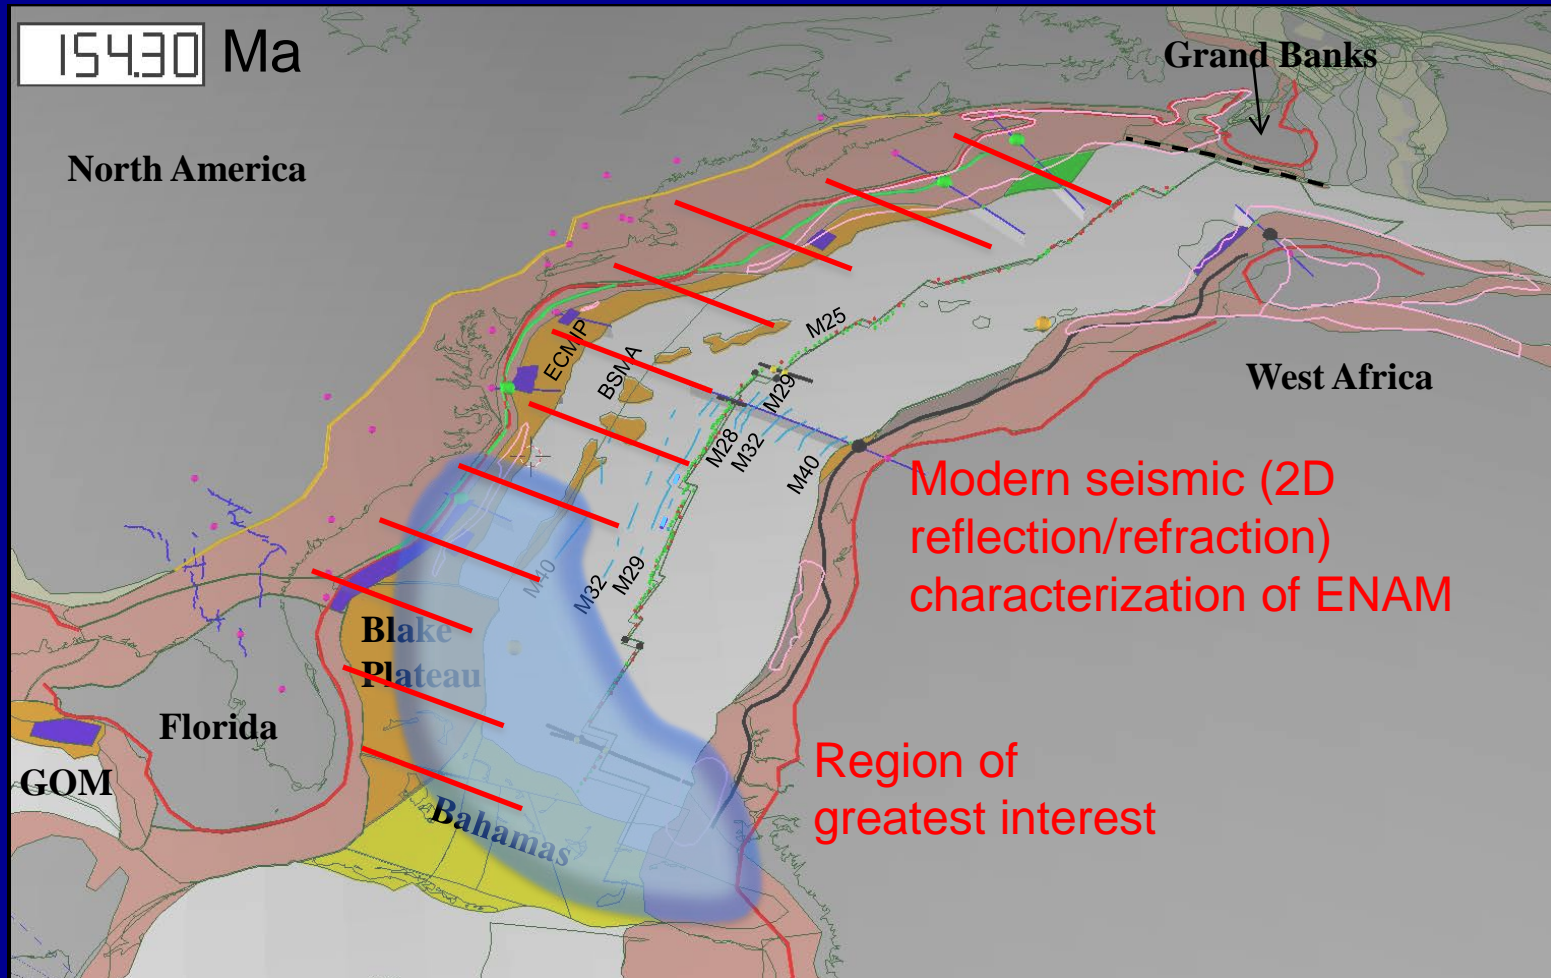 154.30 Ma
Grand Banks
North America
M25
ECMIP
BSMA
M29
West Africa
M28
M32
M40
Modern seismic (2D
reflection/refraction)
characterization of ENAM
M40
M32
M29
Blake
Plateau
Florida
GOM
Region of
greatest interest
Bahamas